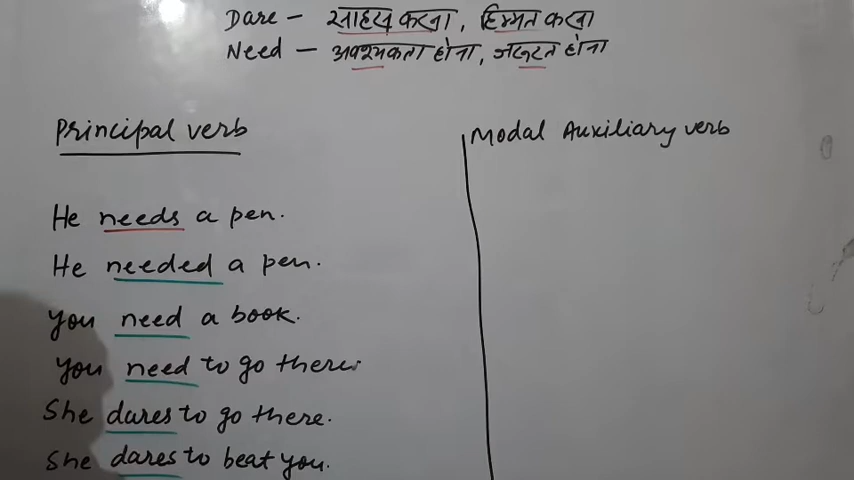 Dare – साहस करना, हिम्मत करना
Need – अवश्यकता होना, जरूरत होना
Principal verb
Modal Auxiliary verb
He needs a pen.
He needed a pen.
You need a book.
You need to go there.
She dares to go there.
She dares to beat you.